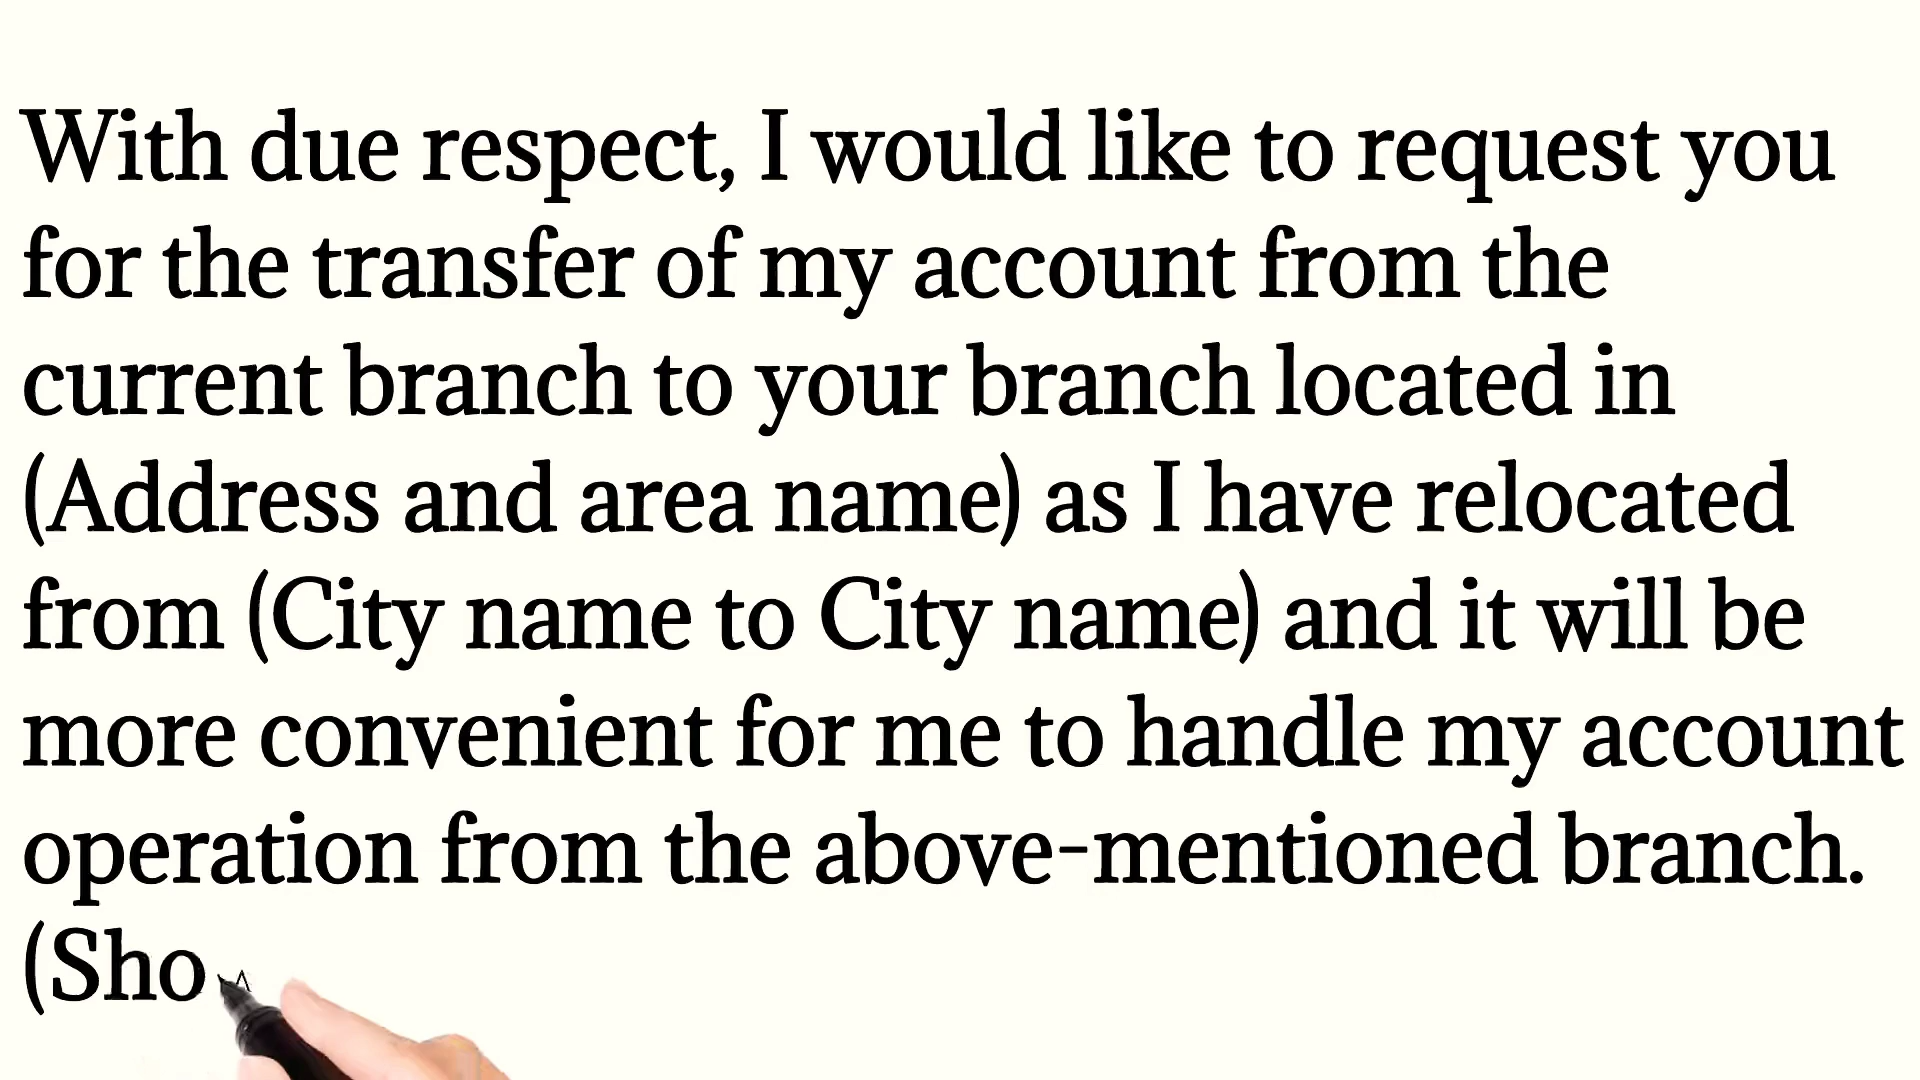 With due respect, I would like to request you
for the transfer of my account from the
current branch to your branch located in
(Address and area name) as I have relocated
from (City name to City name) and it will be
more convenient for me to handle my account
operation from the above-mentioned branch.
(Sho